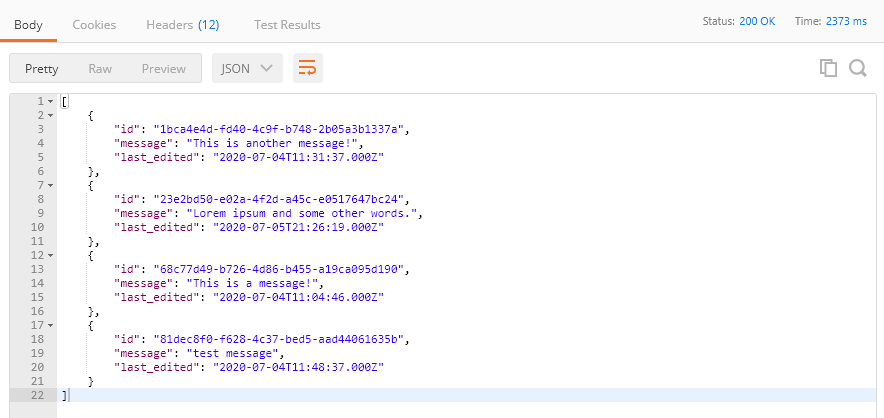 Body Cookies Headers (12) Test Results Status: 200 OK Time: 2373 ms
Pretty Raw Preview JSON
1 [
2 {
3 "id": "1bca4e4d-fd40-4c9f-b748-2b05a3b1337a",
4 "message": "This is another message!",
5 "last_edited": "2020-07-04T11:31:37.000Z"
6 },
7 {
8 "id": "23e2bd50-e02a-4f2d-a45c-e0517647bc24",
9 "message": "Lorem ipsum and some other words.",
10 "last_edited": "2020-07-05T21:26:19.000Z"
11 },
12 {
13 "id": "68c77d49-b726-4d86-b455-a19ca095d190",
14 "message": "This is a message!",
15 "last_edited": "2020-07-04T11:04:46.000Z"
16 },
17 {
18 "id": "81dec8f0-f628-4c37-bed5-aad44061635b",
19 "message": "test message",
20 "last_edited": "2020-07-04T11:48:37.000Z"
21 }
22 ]